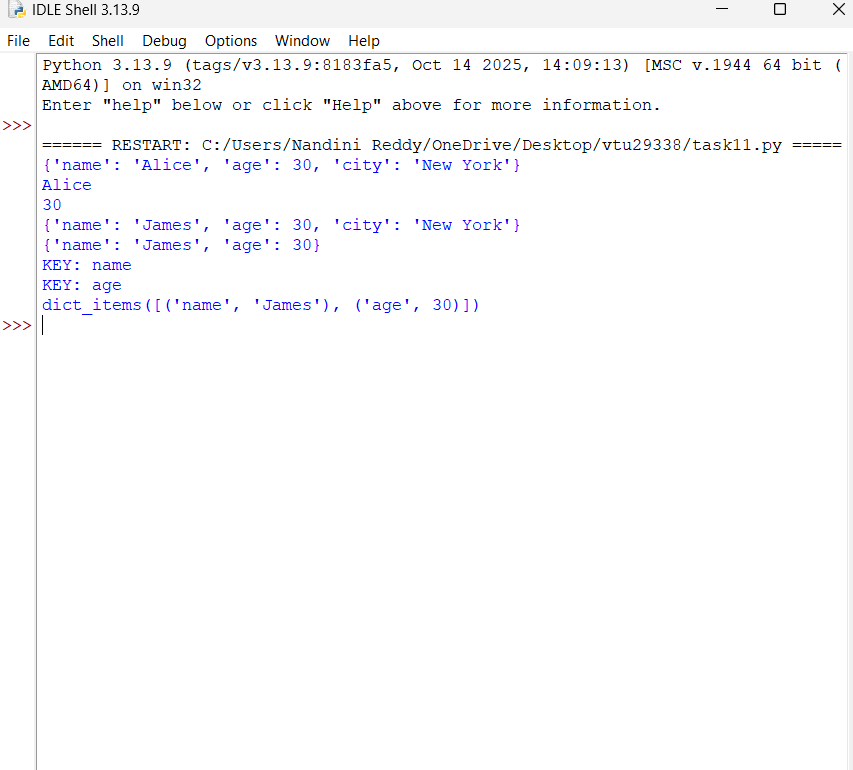 IDLE Shell 3.13.9
File Edit Shell Debug Options Window Help
Python 3.13.9 (tags/v3.13.9:8183fa5, Oct 14 2025, 14:09:13) [MSC v.1944 64 bit (
AMD64)] on win32
Enter "help" below or click "Help" above for more information.
>>>
====== RESTART: C:/Users/Nandini Reddy/OneDrive/Desktop/vtu29338/task11.py =====
{'name': 'Alice', 'age': 30, 'city': 'New York'}
Alice
30
{'name': 'James', 'age': 30, 'city': 'New York'}
{'name': 'James', 'age': 30}
KEY: name
KEY: age
dict_items([('name', 'James'), ('age', 30)])
>>>